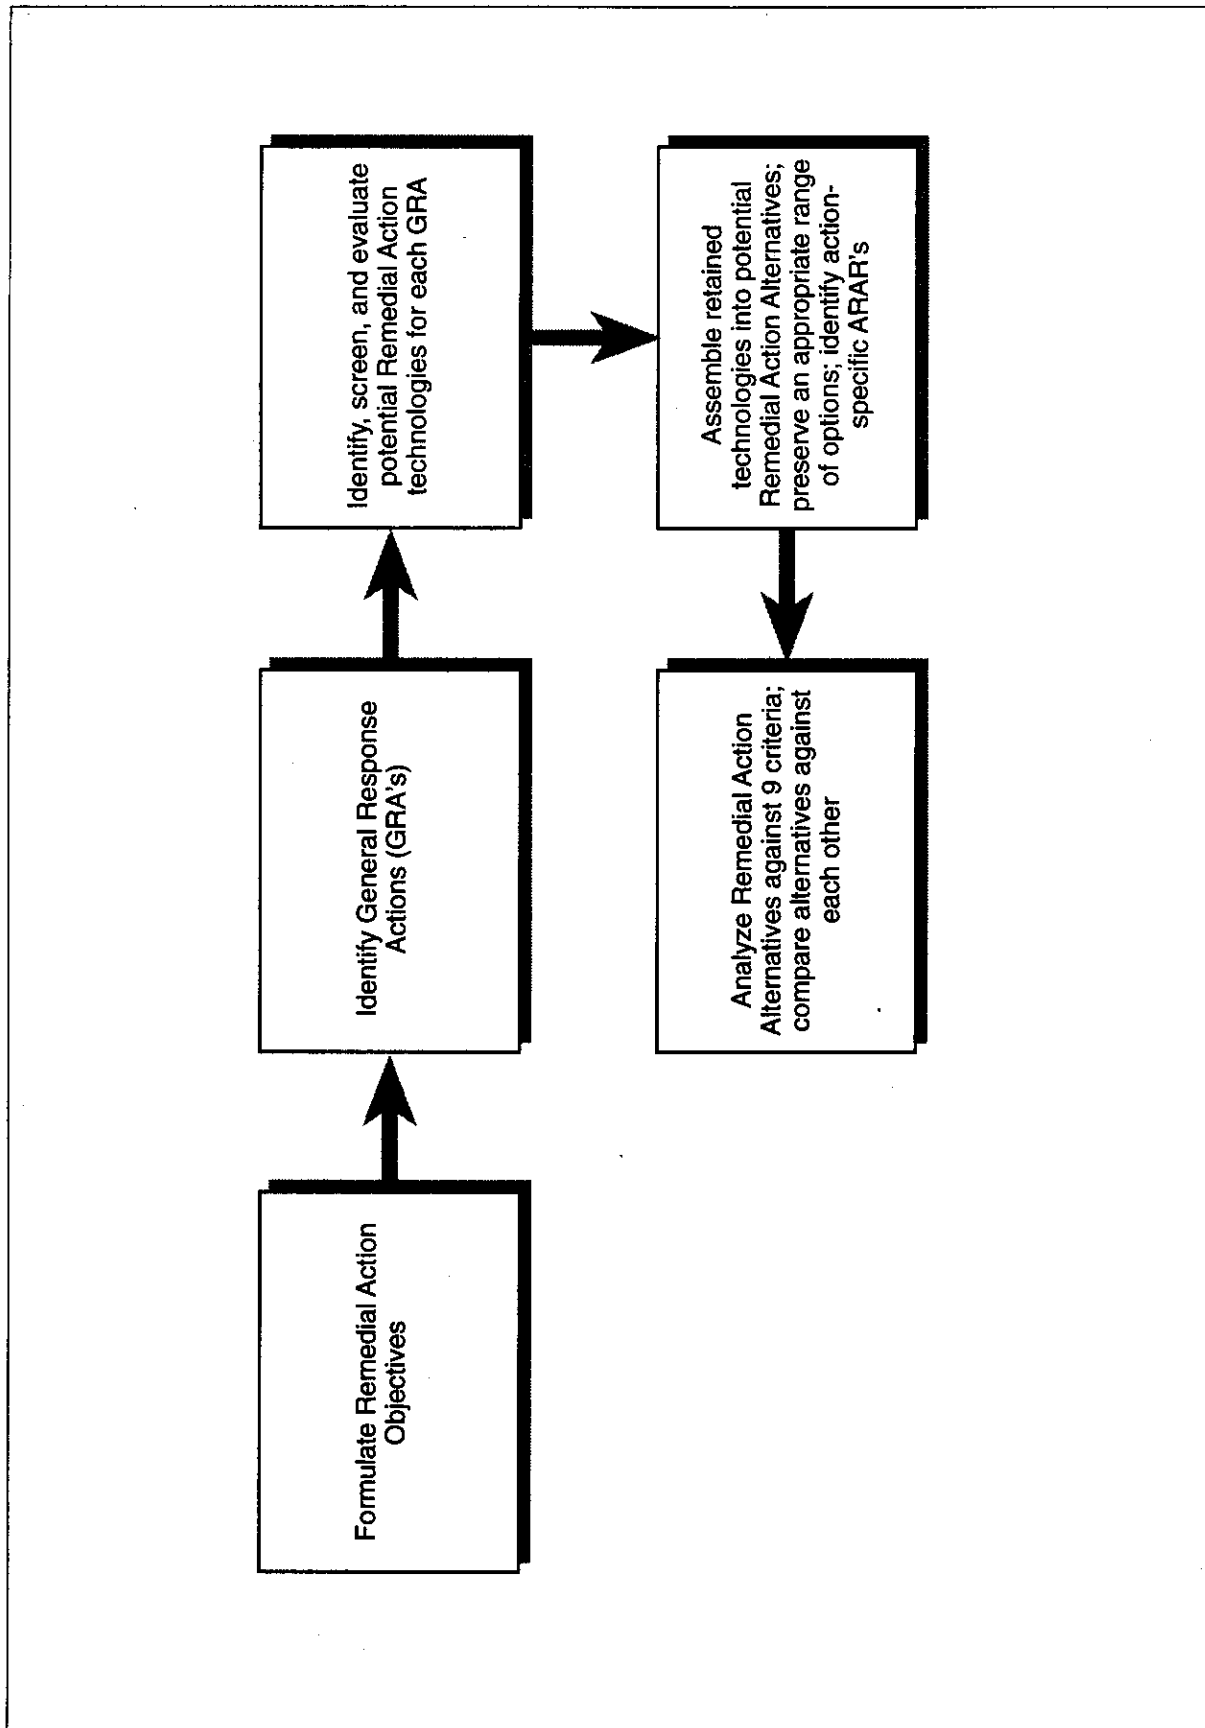 Formulate Remedial Action
Objectives
Identify General Response
Actions (GRA's)
Identify, screen, and evaluate
potential Remedial Action
technologies for each GRA
Assemble retained
technologies into potential
Remedial Action Alternatives;
preserve an appropriate range
of options; identify action-
specific ARAR's
Analyze Remedial Action
Alternatives against 9 criteria;
compare alternatives against
each other